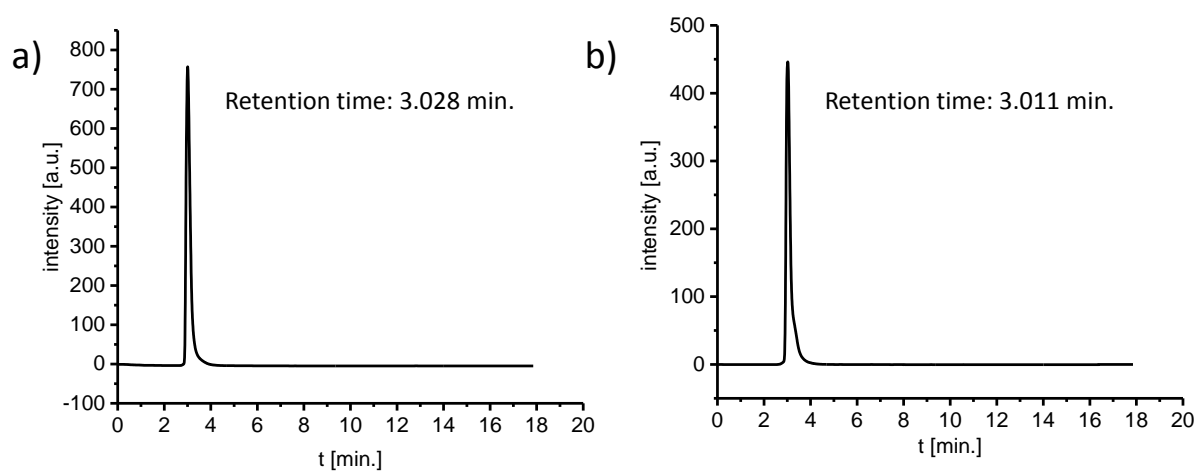 a)
800
700
600
500
400
300
200
100
0
-100
intensity [a.u.]
Retention time: 3.028 min.
0 2 4 6 8 10 12 14 16 18 20
t [min.]
b)
500
400
300
200
100
0
intensity [a.u.]
Retention time: 3.011 min.
0 2 4 6 8 10 12 14 16 18 20
t [min.]